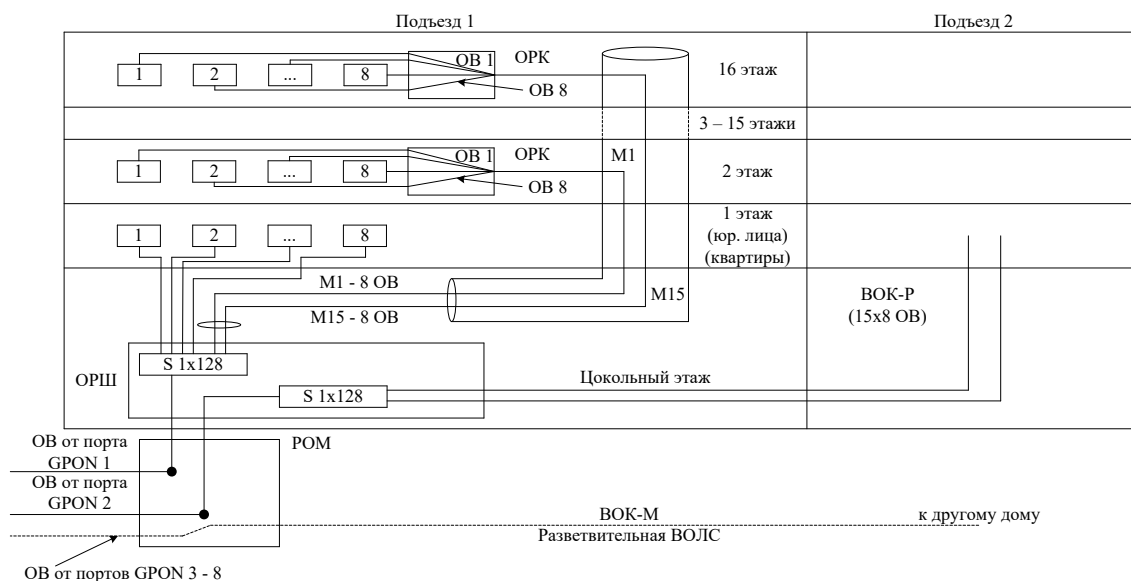 Подъезд 1
Подъезд 2
ОВ 1
ОРК
1
2
...
8
16 этаж
ОВ 8
3 – 15 этажи
ОВ 1
ОРК
М1
1
2
...
8
2 этаж
ОВ 8
1 этаж
(юр. лица)
(квартиры)
1
2
...
8
М1 - 8 ОВ
М15
М15 - 8 ОВ
ВОК-Р
(15х8 ОВ)
S 1x128
ОРШ
Цокольный этаж
S 1x128
ОВ от порта
GPON 1
РОМ
ОВ от порта
GPON 2
ВОК-М
к другому дому
Разветвительная ВОЛС
ОВ от портов GPON 3 - 8